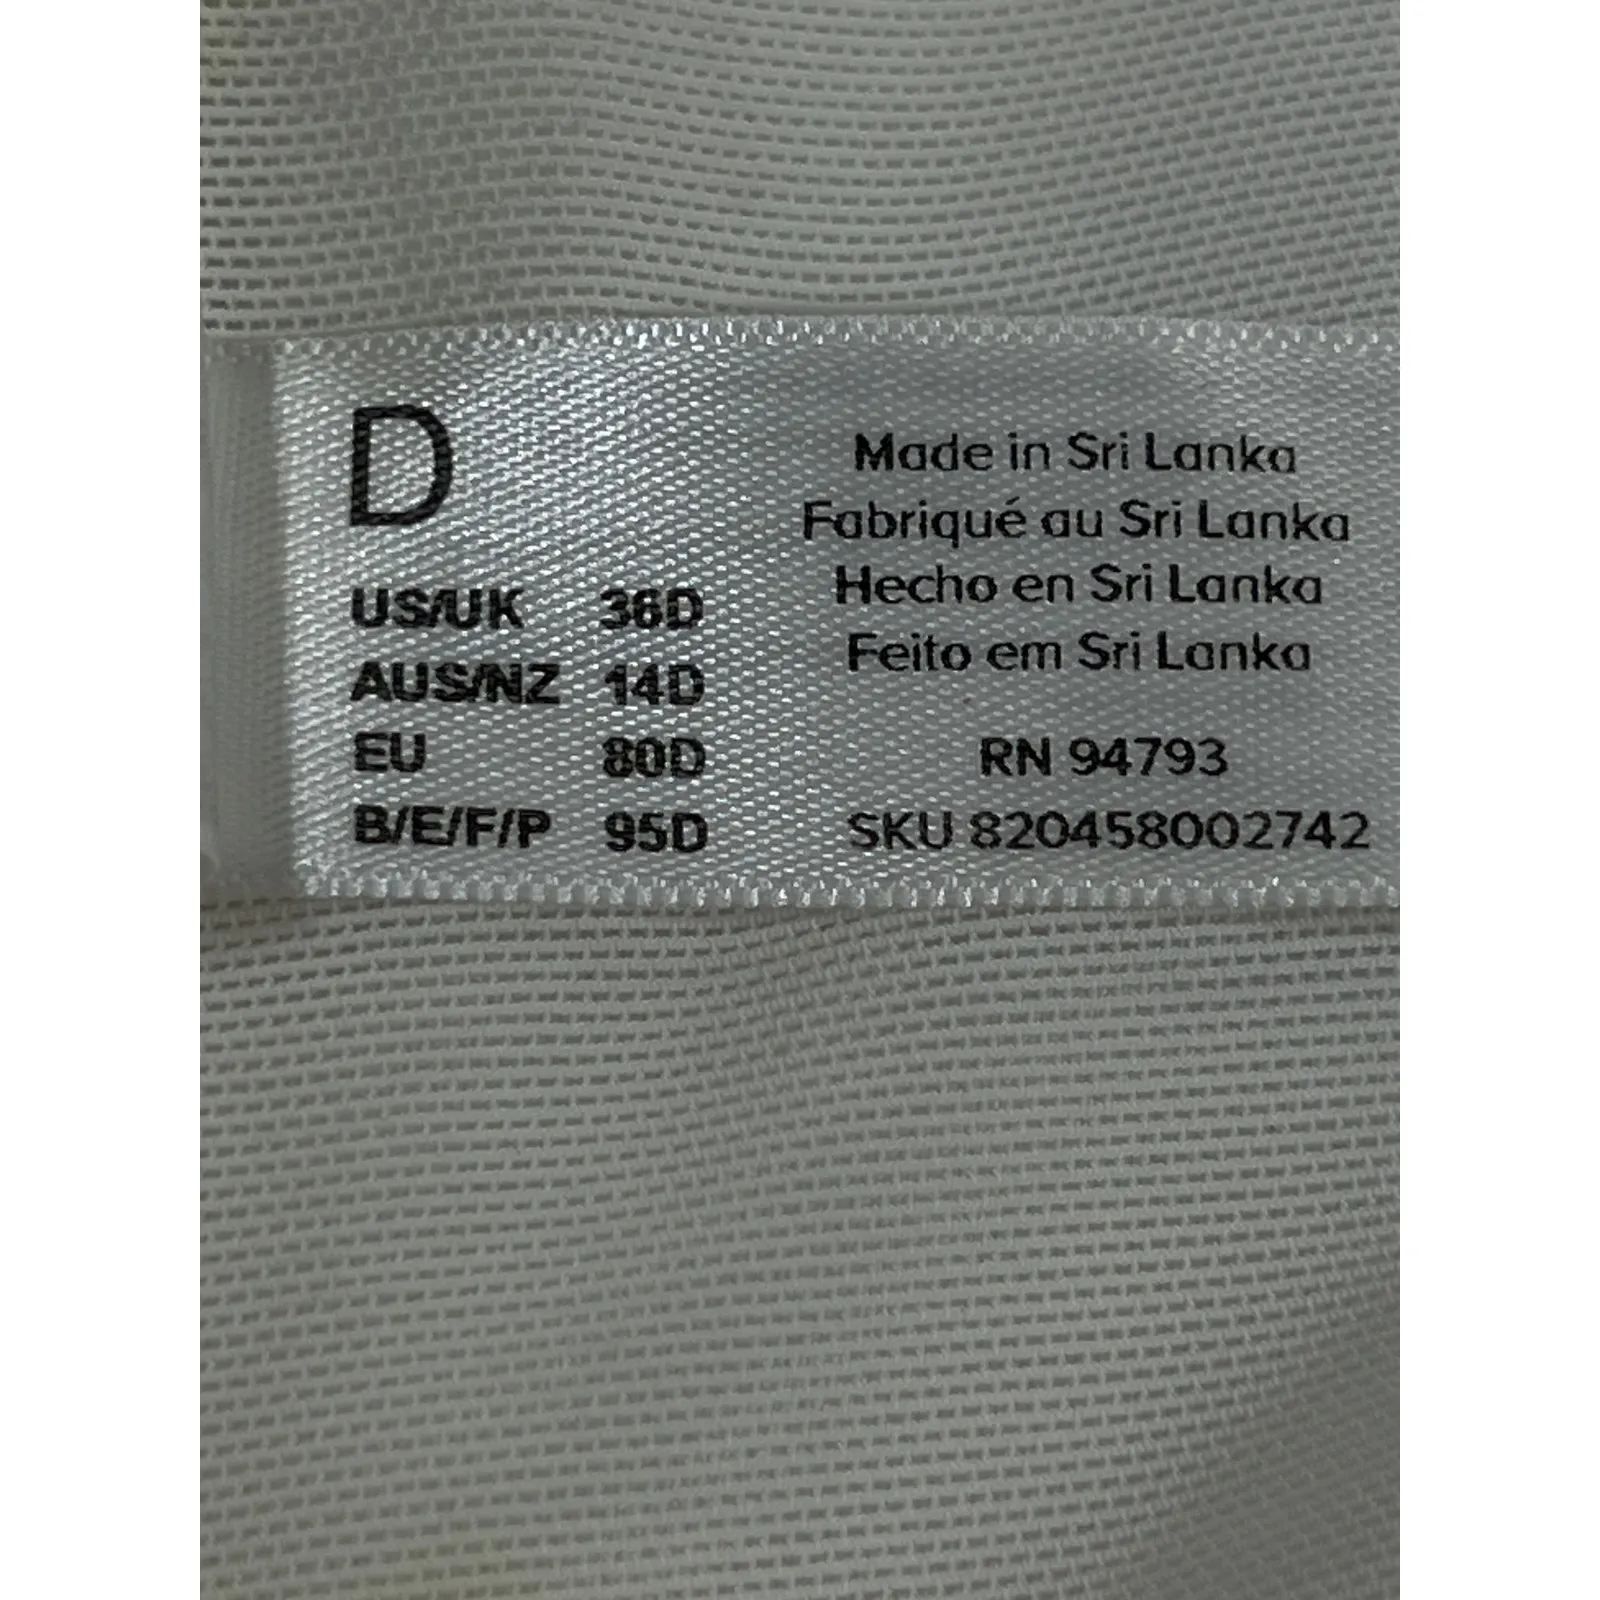 D
US/UK 36D
AUS/NZ 14D
EU 80D
B/E/F/P 95D
Made in Sri Lanka
Fabriqué au Sri Lanka
Hecho en Sri Lanka
Feito em Sri Lanka
RN 94793
SKU 820458002742